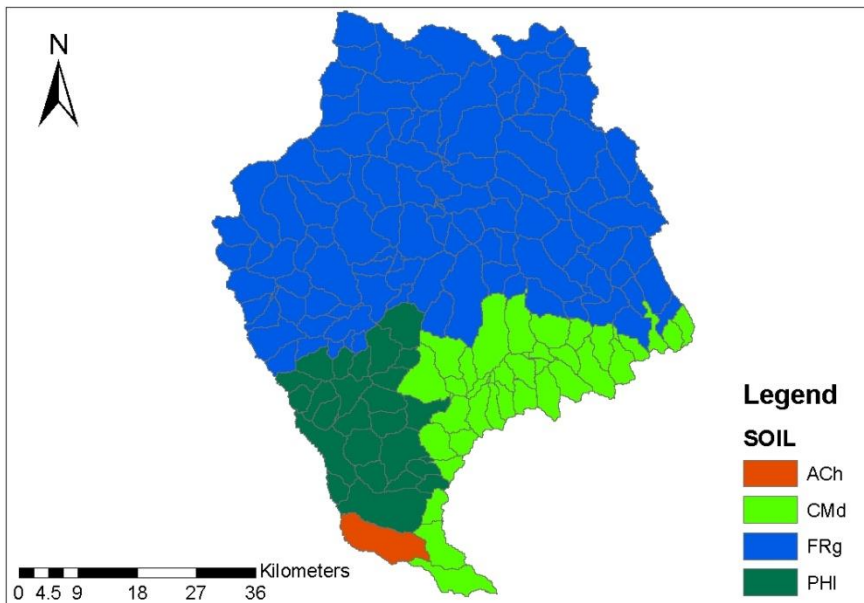 N
Legend
SOIL
ACh
CMd
FRg
PHI
Kilometers
0 4.5 9 18 27 36